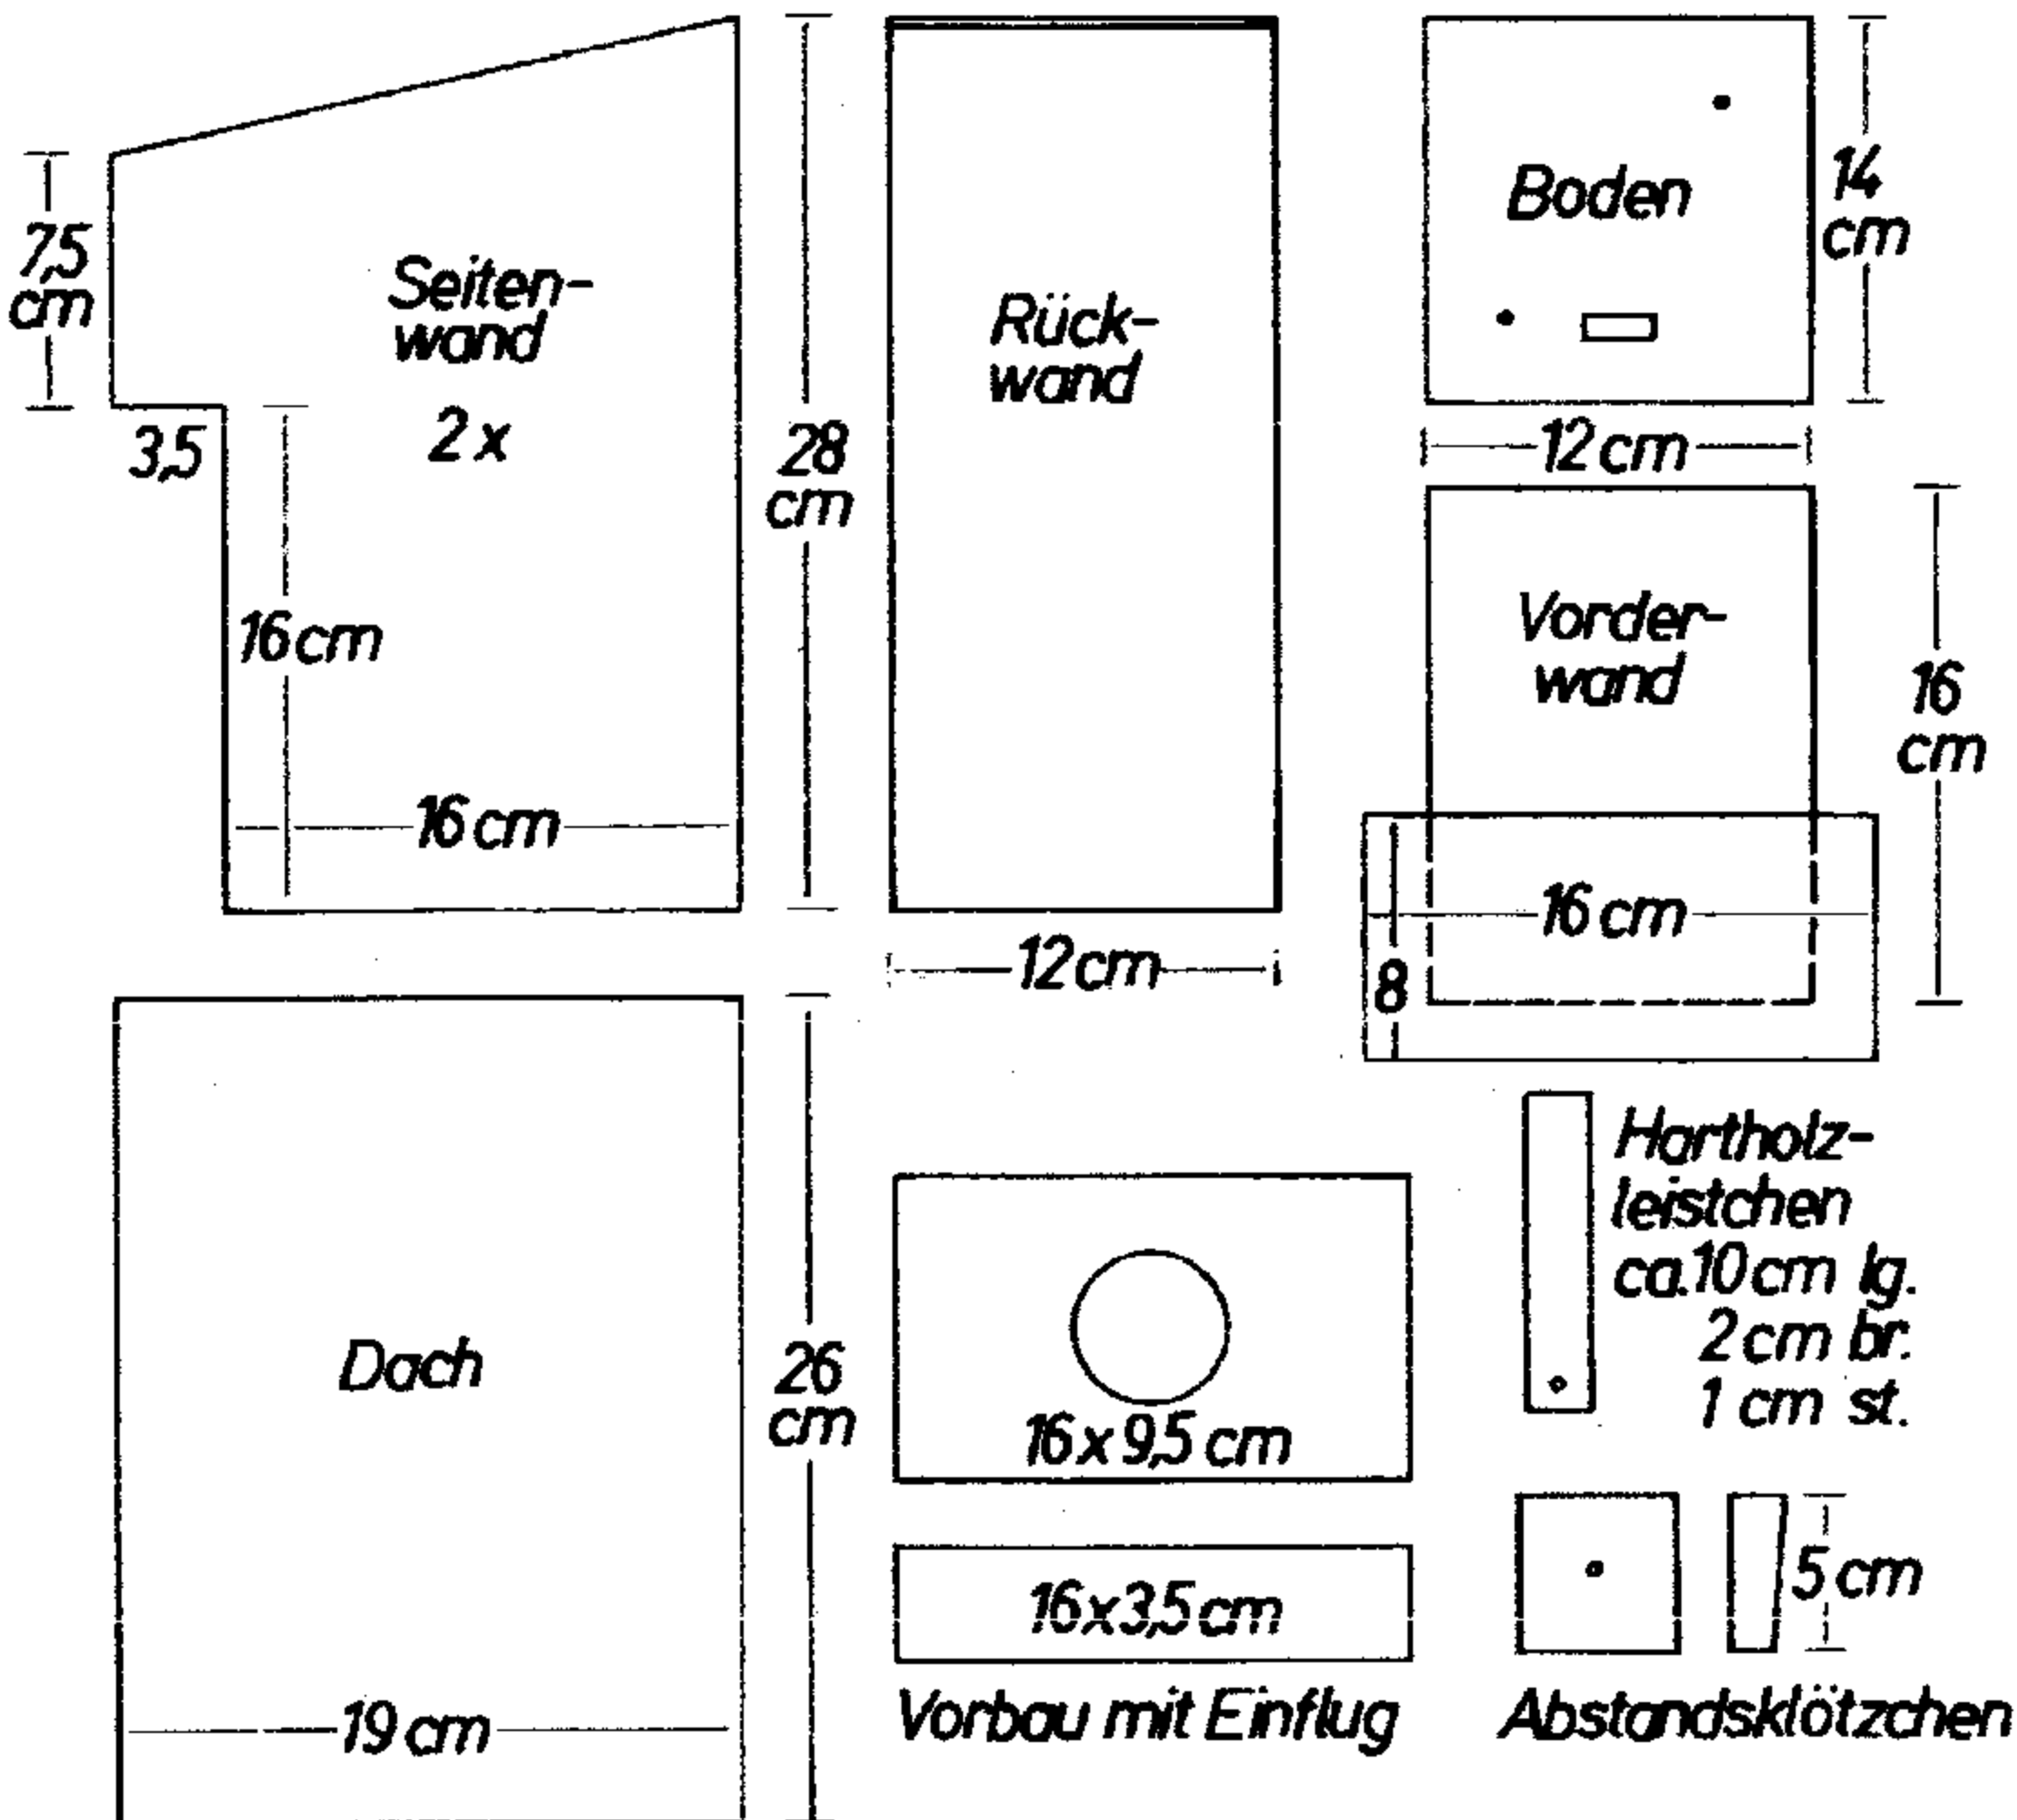 7,5
cm
Seiten-
wand
2 x
3,5
16 cm
16 cm
28
cm
Rück-
wand
12 cm
Boden
14
cm
12 cm
Vorder-
wand
16
cm
16 cm
8
Dach
26
cm
19 cm
16 x 9,5 cm
16 x 3,5 cm
Vorbau mit Einflug
Hartholz-
leistchen
ca. 10 cm lg.
2 cm br.
1 cm st.
5 cm
Abstandsklötzchen